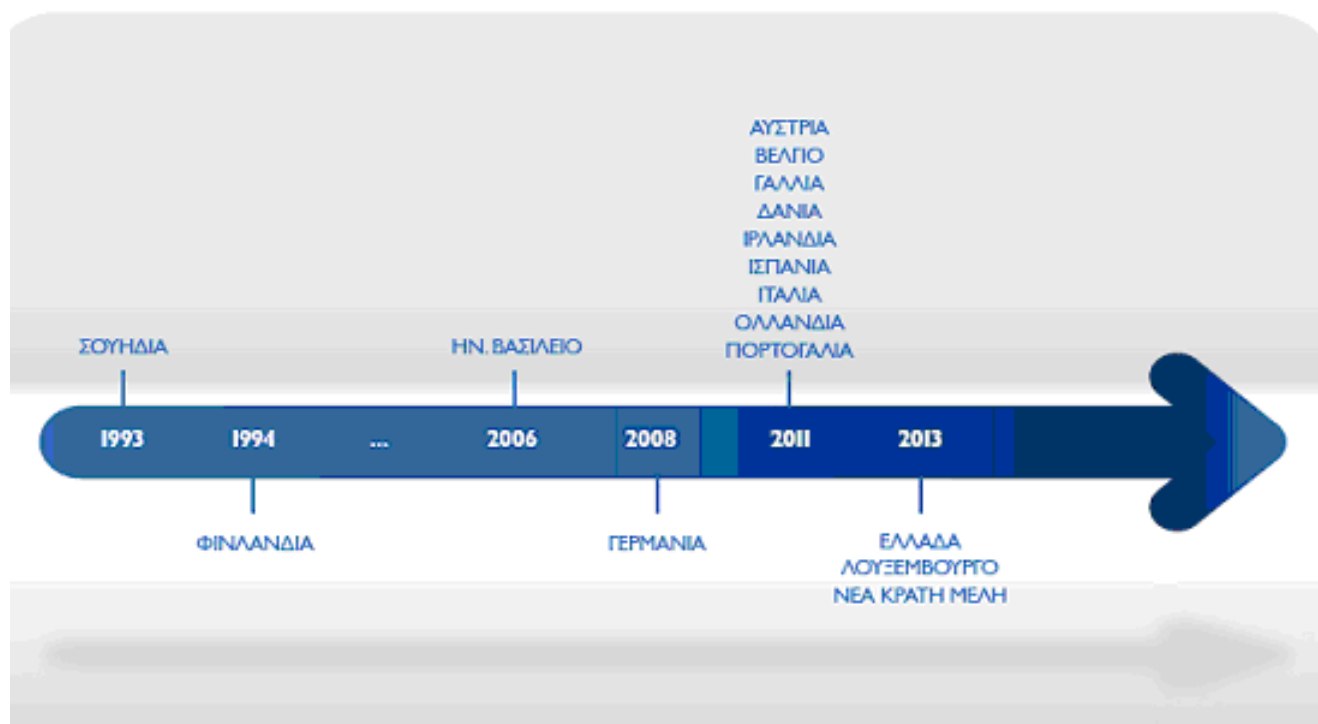 ΑΥΣΤΡΙΑ
ΒΕΛΓΙΟ
ΓΑΛΛΙΑ
ΔΑΝΙΑ
ΙΡΛΑΝΔΙΑ
ΙΣΠΑΝΙΑ
ΙΤΑΛΙΑ
ΟΛΛΑΝΔΙΑ
ΠΟΡΤΟΓΑΛΙΑ
ΣΟΥΗΔΙΑ
ΗΝ. ΒΑΣΙΛΕΙΟ
1993 1994 ... 2006 2008 2011 2013
ΦΙΝΛΑΝΔΙΑ
ΓΕΡΜΑΝΙΑ
ΕΛΛΑΔΑ
ΛΟΥΞΕΜΒΟΥΡΓΟ
ΝΕΑ ΚΡΑΤΗ ΜΕΛΗ